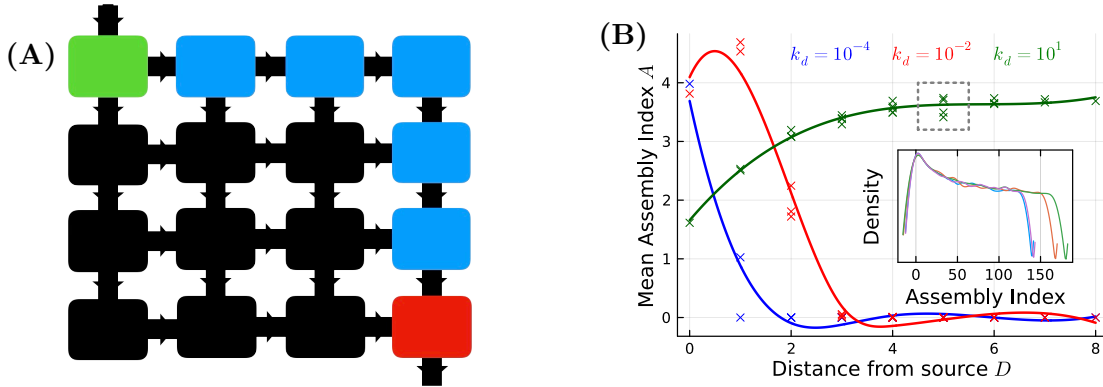 (A)
(B)
k_d = 10^{-4} k_d = 10^{-2} k_d = 10^1
Mean Assembly Index A
4
3
2
1
0
0 2 4 6 8
Distance from source D
Density
0 50 100 150
Assembly Index